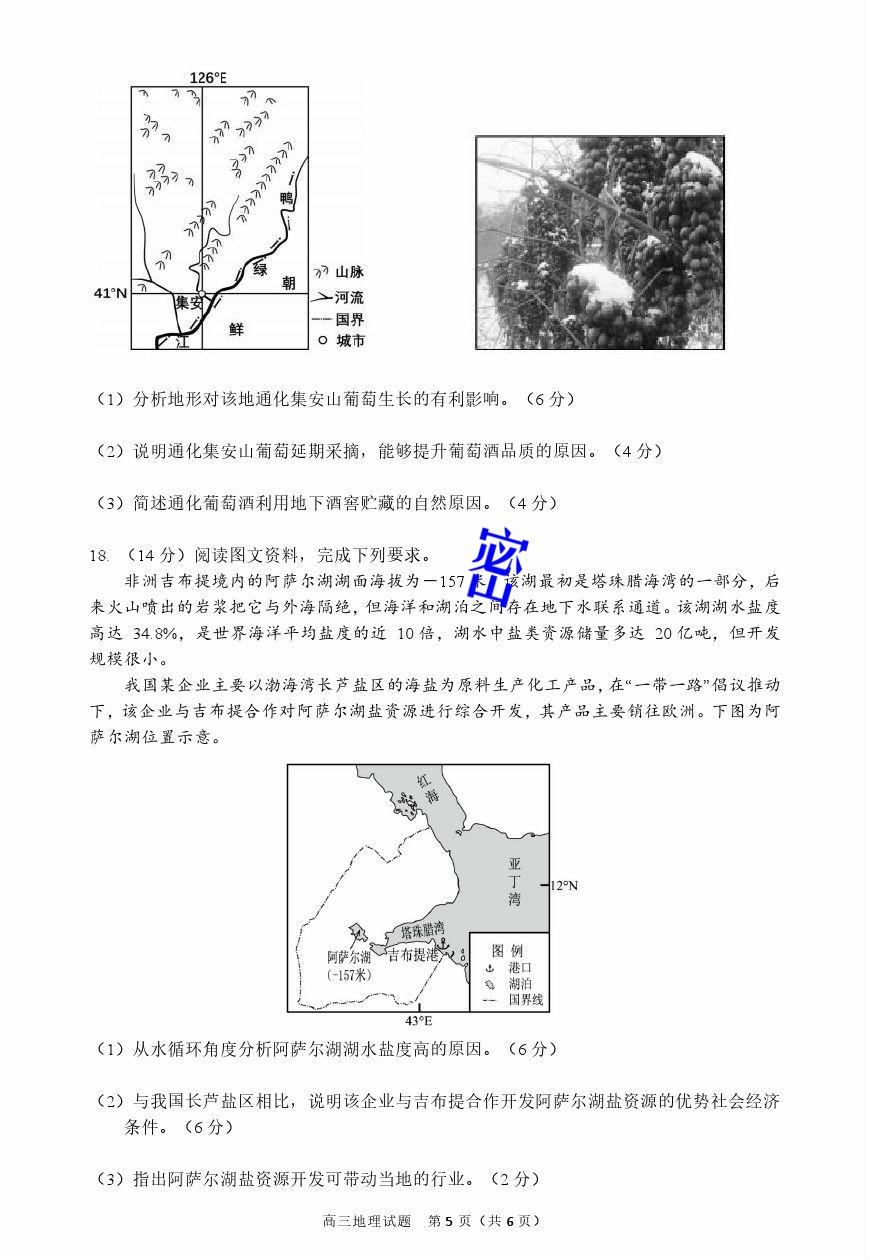 126°E
鸭
绿
朝
山脉
41°N
集安
河流
国界
鲜
江
城市
（1）分析地形对该地通化集安山葡萄生长的有利影响。（6 分）
（2）说明通化集安山葡萄延期采摘，能够提升葡萄酒品质的原因。（4 分）
（3）简述通化葡萄酒利用地下酒窖贮藏的自然原因。（4 分）
密
出
18. （14 分）阅读图文资料，完成下列要求。
非洲吉布提境内的阿萨尔湖湖面海拔为－157 米 该湖最初是塔珠腊海湾的一部分，后
来火山喷出的岩浆把它与外海隔绝，但海洋和湖泊之间存在地下水联系通道。该湖湖水盐度
高达 34.8%，是世界海洋平均盐度的近 10 倍，湖水中盐类资源储量多达 20 亿吨，但开发
规模很小。
我国某企业主要以渤海湾长芦盐区的海盐为原料生产化工产品，在“一带一路”倡议推动
下，该企业与吉布提合作对阿萨尔湖盐资源进行综合开发，其产品主要销往欧洲。下图为阿
萨尔湖位置示意。
红
海
亚
丁
湾
12°N
塔珠腊湾
阿萨尔湖
(-157米)
吉布提港
图 例
港口
湖泊
国界线
43°E
（1）从水循环角度分析阿萨尔湖湖水盐度高的原因。（6 分）
（2）与我国长芦盐区相比，说明该企业与吉布提合作开发阿萨尔湖盐资源的优势社会经济
条件。（6 分）
（3）指出阿萨尔湖盐资源开发可带动当地的行业。（2 分）
高三地理试题 第 5 页（共 6 页）